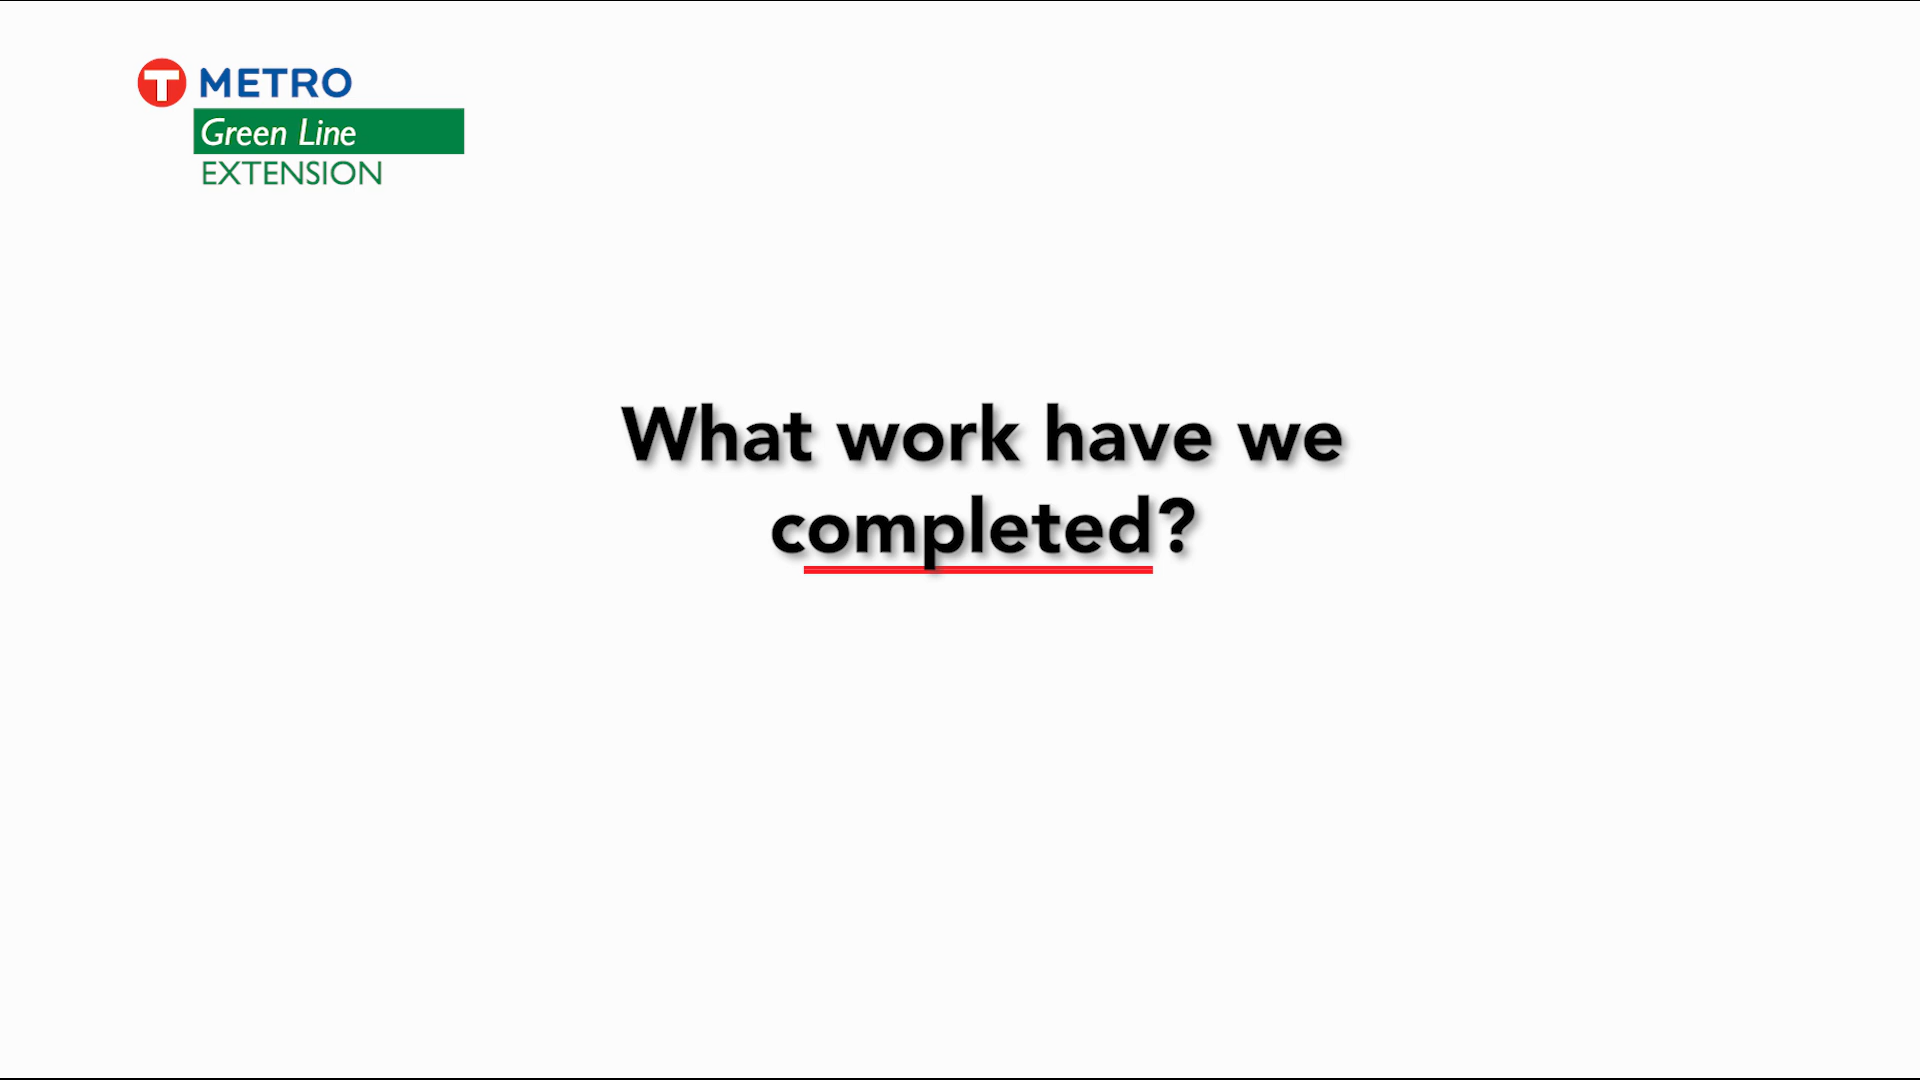 T METRO
Green Line
EXTENSION
What work have we
completed?